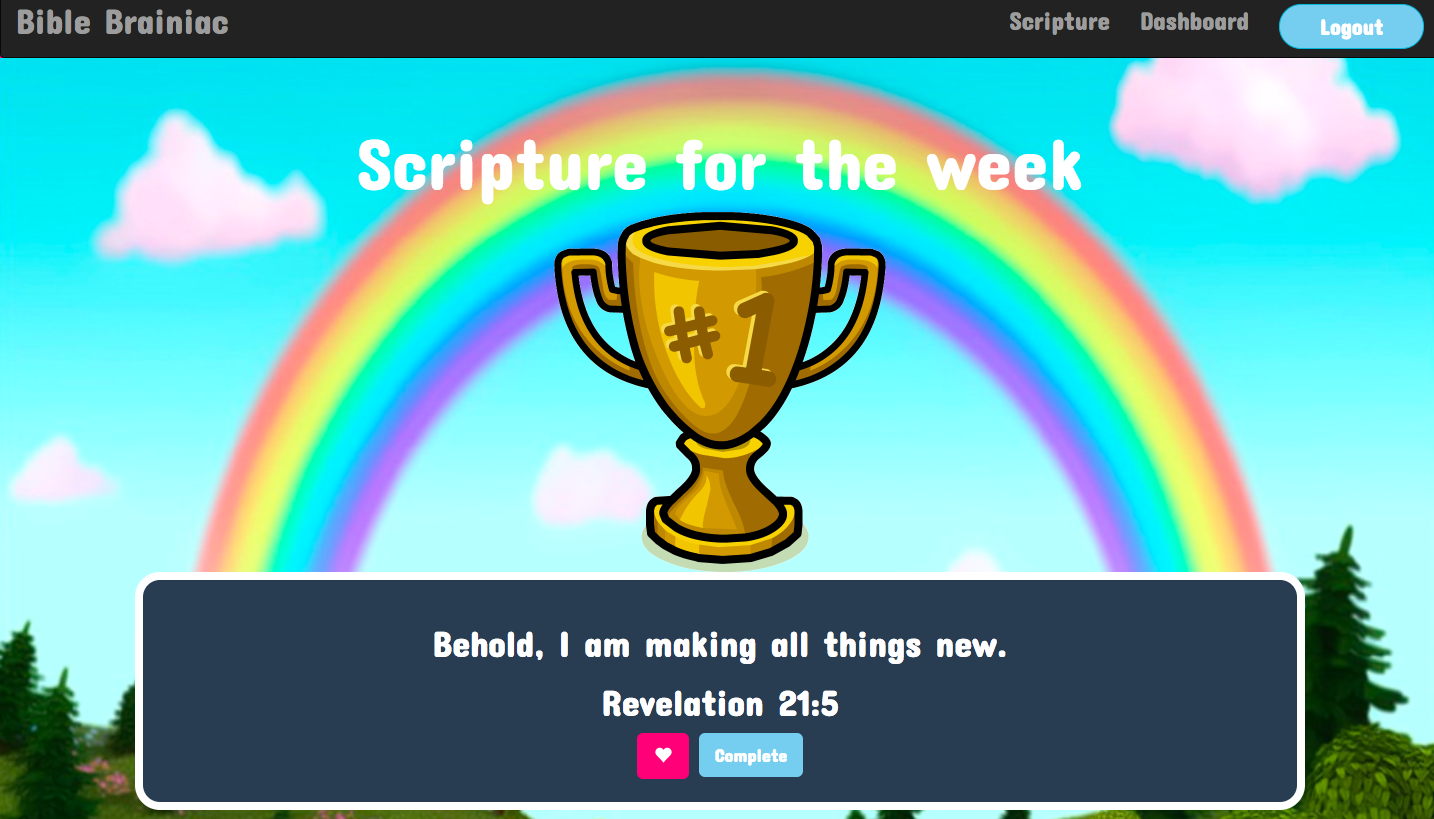 Bible Brainiac
Scripture
Dashboard
Logout
Scripture for the week
#1
Behold, I am making all things new.
Revelation 21:5
Complete